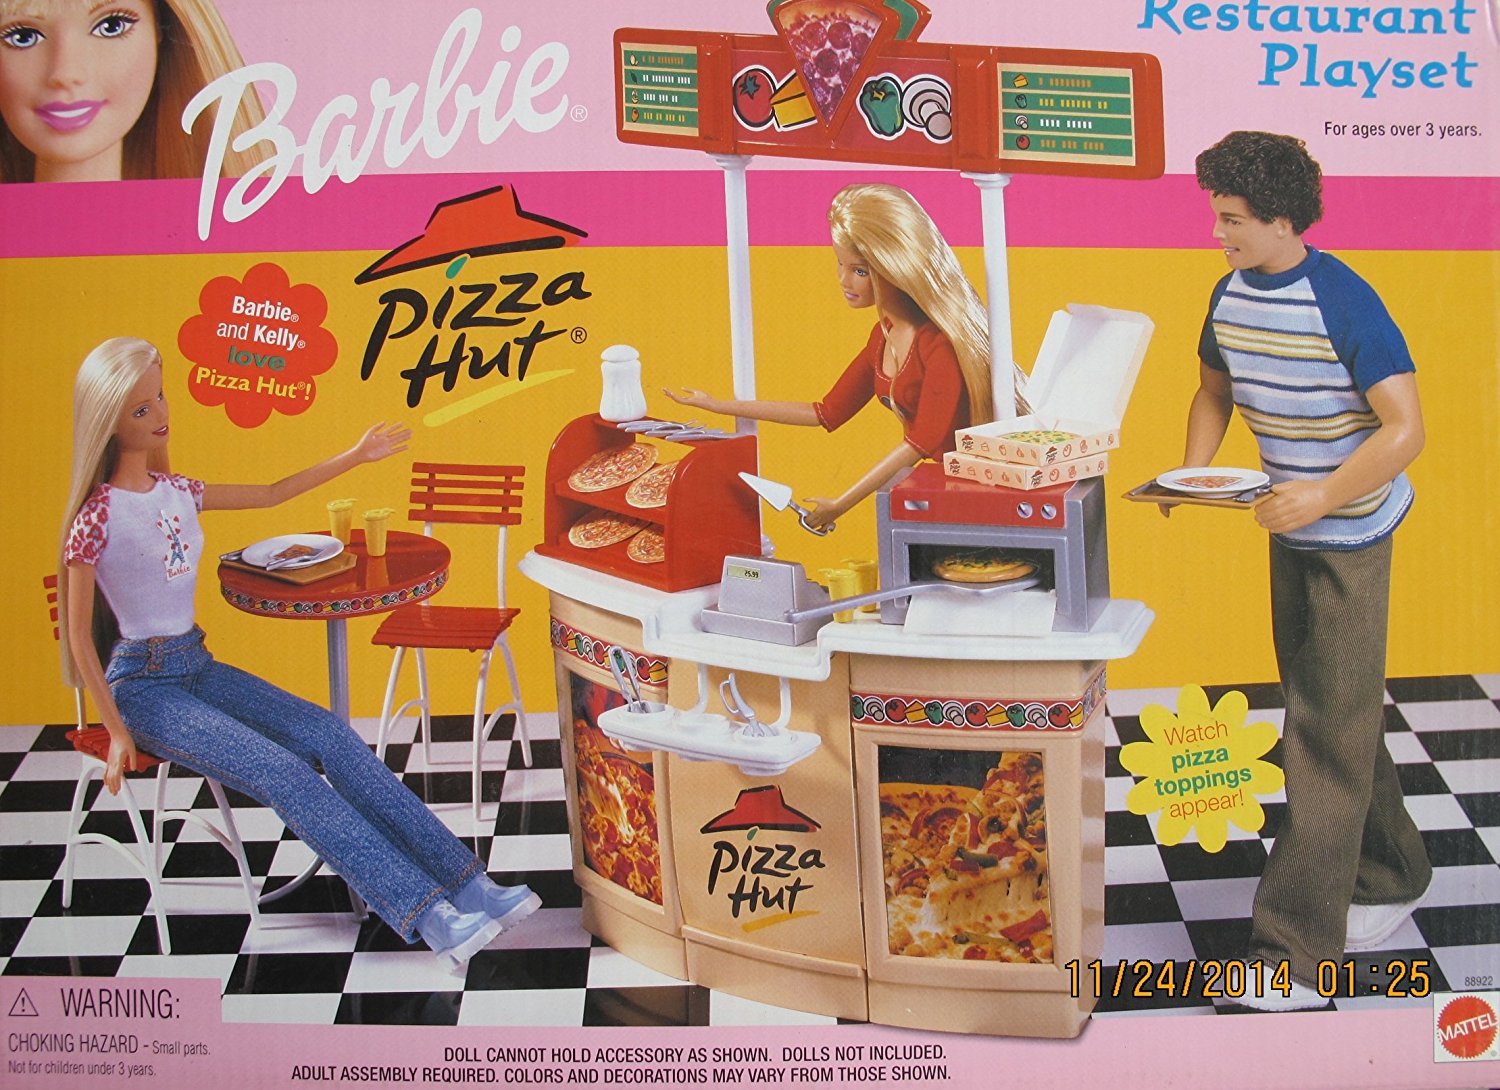 Restaurant
Playset
For ages over 3 years.
Barbie®
Pizza
Hut®
Barbie®
and Kelly®
love
Pizza Hut®!
Barbie
25.99
Watch
pizza
toppings
appear!
Pizza
Hut
11/24/2014 01:25
88922
MATTEL®
WARNING:
CHOKING HAZARD - Small parts.
Not for children under 3 years.
DOLL CANNOT HOLD ACCESSORY AS SHOWN. DOLLS NOT INCLUDED.
ADULT ASSEMBLY REQUIRED. COLORS AND DECORATIONS MAY VARY FROM THOSE SHOWN.